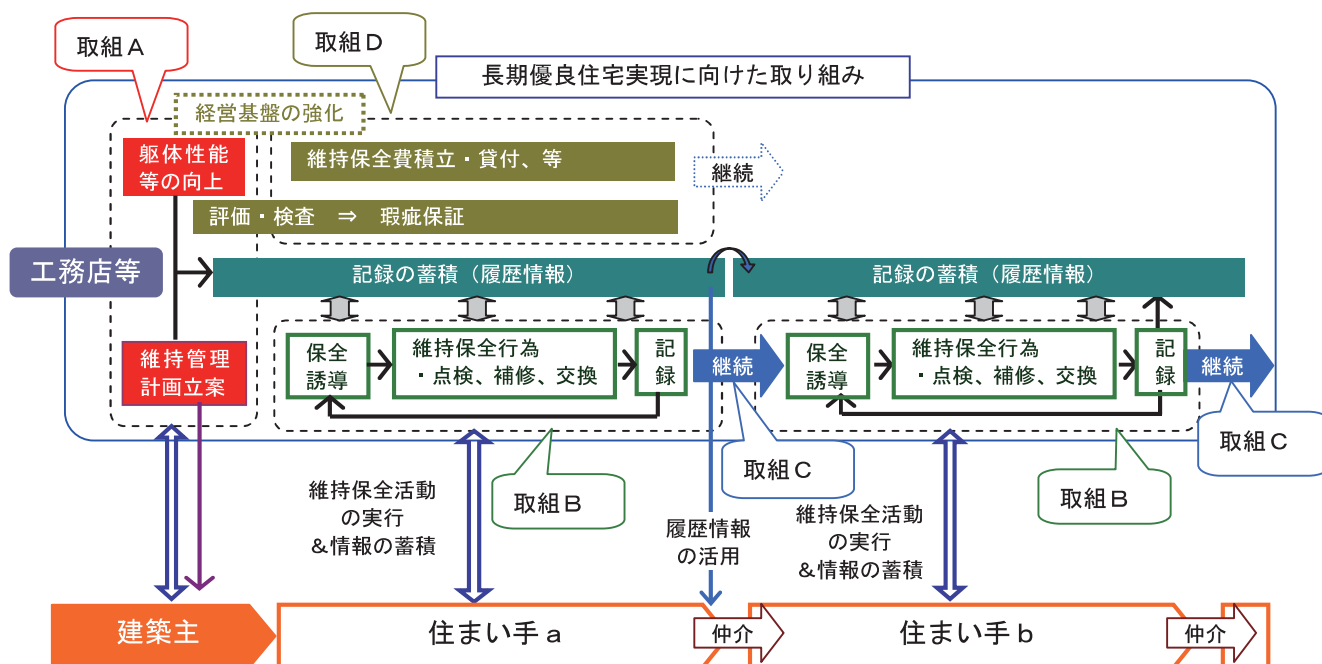 取組A
取組D
長期優良住宅実現に向けた取り組み
経営基盤の強化
躯体性能
等の向上
維持保全費積立・貸付、等
継続
評価・検査 ⇒ 瑕疵保証
工務店等
記録の蓄積(履歴情報)
記録の蓄積(履歴情報)
維持管理
計画立案
保全
誘導
維持保全行為
・点検、補修、交換
記
録
継続
保全
誘導
維持保全行為
・点検、補修、交換
記
録
継続
取組B
取組C
取組B
取組C
維持保全活動
の実行
&情報の蓄積
履歴情報
の活用
維持保全活動
の実行
&情報の蓄積
建築主
住まい手a
仲介
住まい手b
仲介